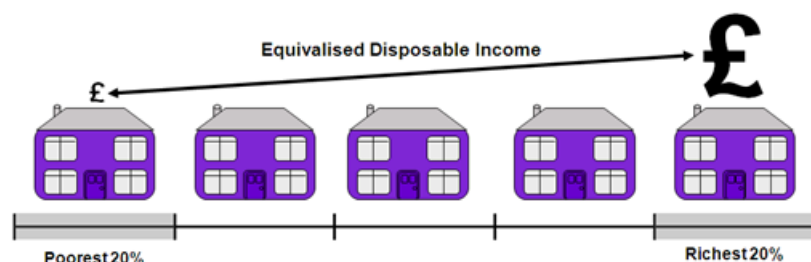 Equivalised Disposable Income
£
£
Poorest 20%
Richest 20%